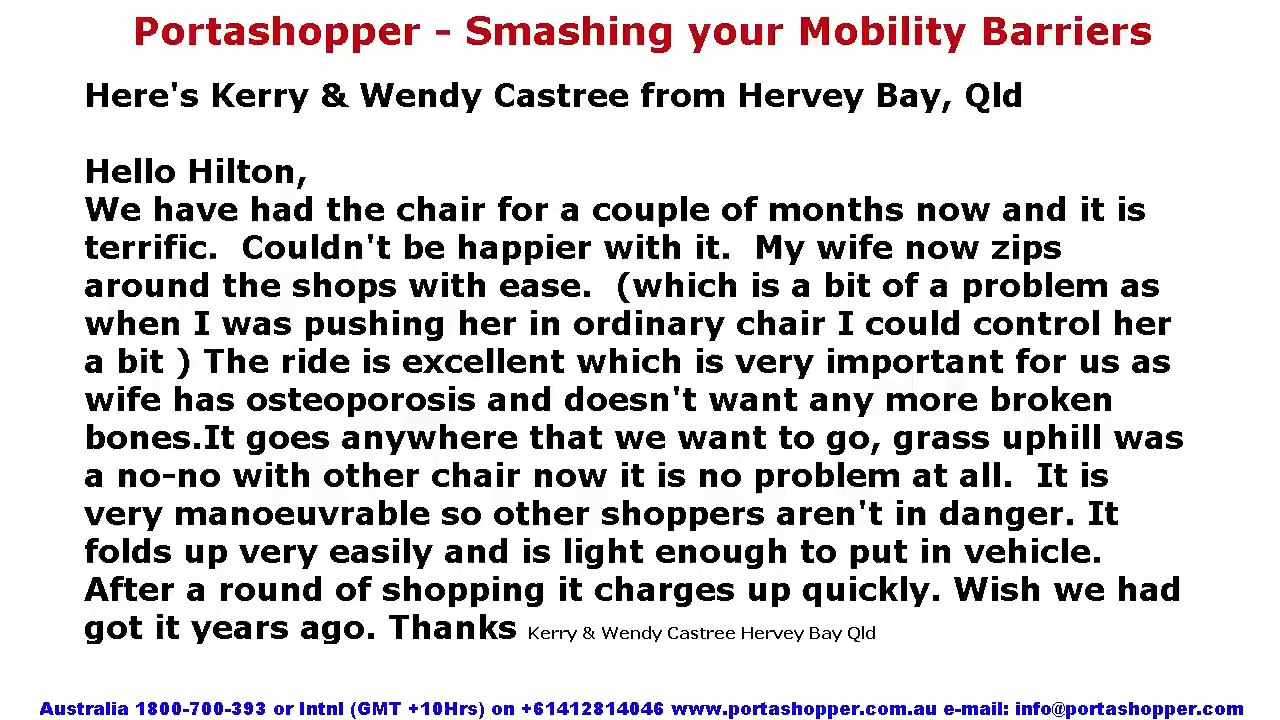 Portashopper - Smashing your Mobility Barriers
Here's Kerry & Wendy Castree from Hervey Bay, Qld
Hello Hilton,
We have had the chair for a couple of months now and it is
terrific.  Couldn't be happier with it.  My wife now zips
around the shops with ease.  (which is a bit of a problem as
when I was pushing her in ordinary chair I could control her
a bit ) The ride is excellent which is very important for us as
wife has osteoporosis and doesn't want any more broken
bones.It goes anywhere that we want to go, grass uphill was
a no-no with other chair now it is no problem at all.  It is
very manoeuvrable so other shoppers aren't in danger. It
folds up very easily and is light enough to put in vehicle.
After a round of shopping it charges up quickly. Wish we had
got it years ago. Thanks Kerry & Wendy Castree Hervey Bay Qld
Australia 1800-700-393 or Intnl (GMT +10Hrs) on +61412814046 www.portashopper.com.au e-mail: info@portashopper.com